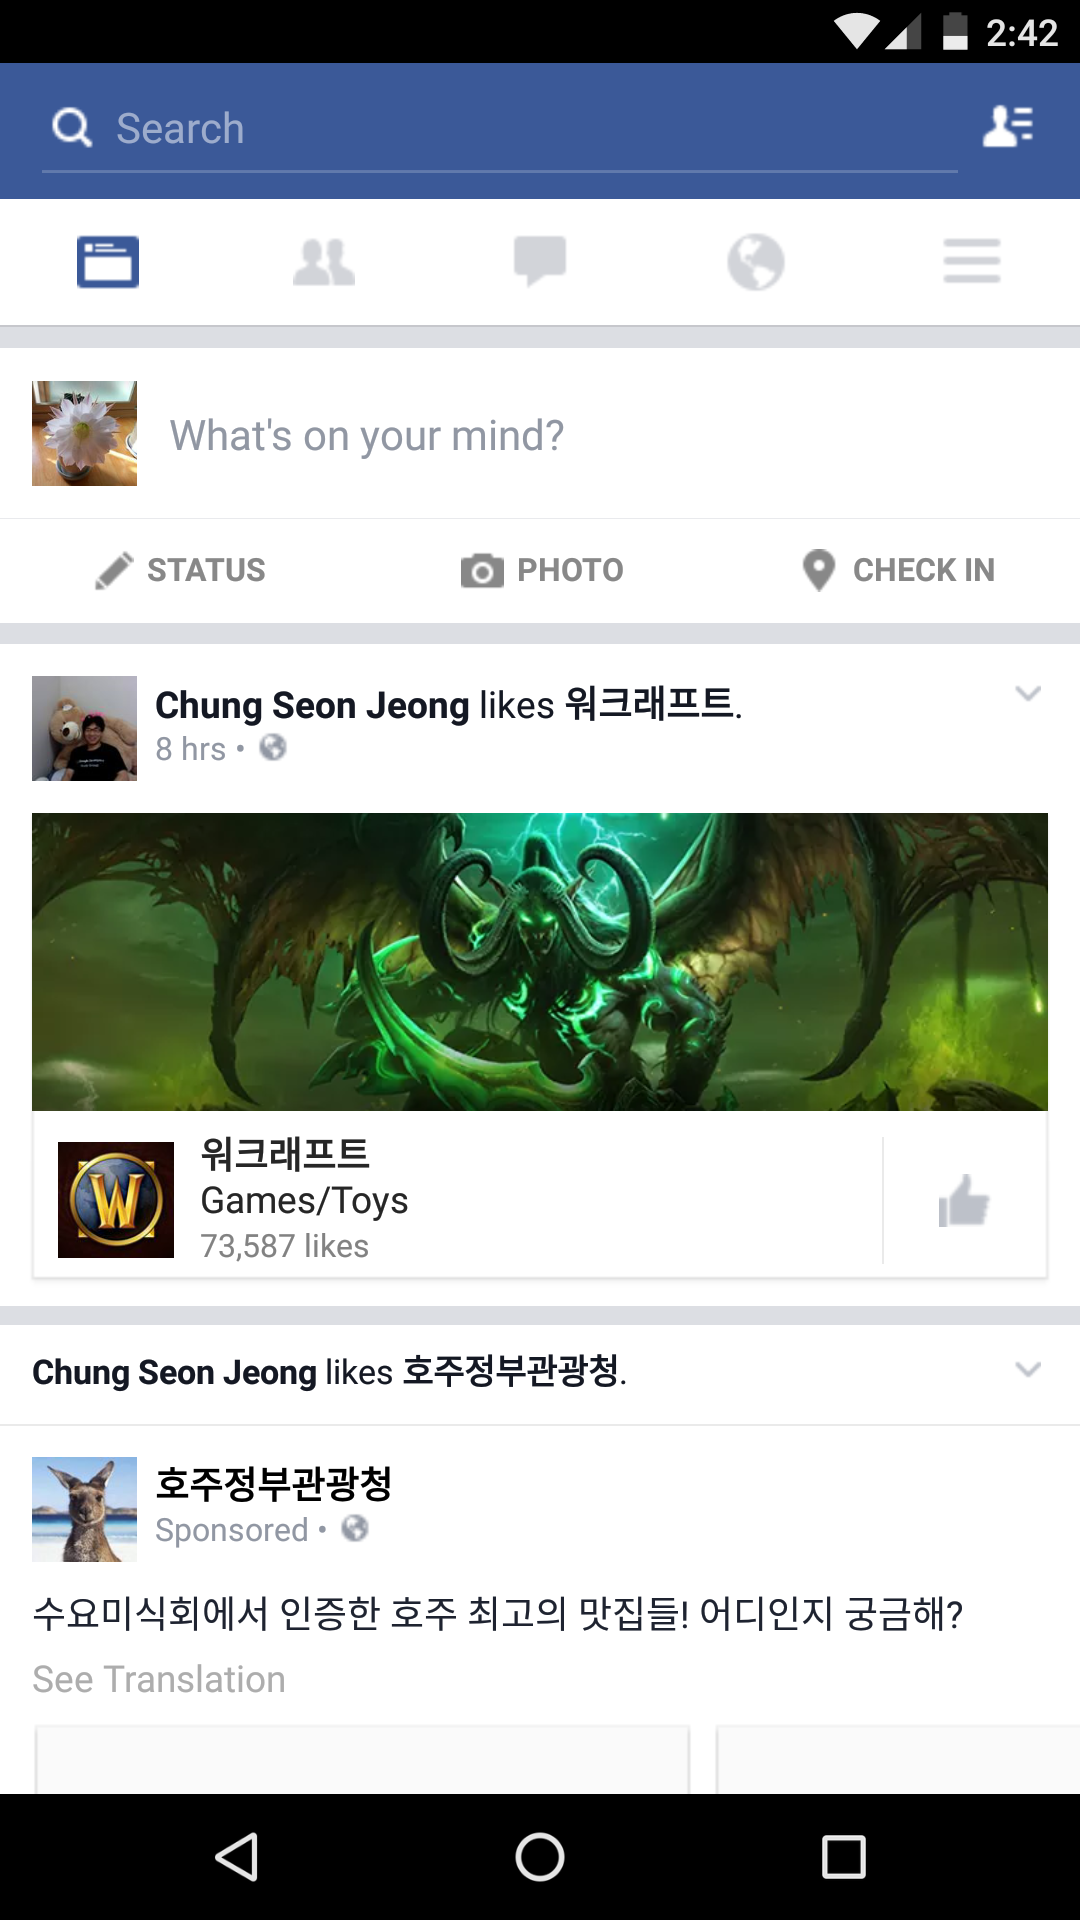 2:42
Search
What's on your mind?
STATUS PHOTO CHECK IN
Chung Seon Jeong likes 워크래프트.
8 hrs •
W
워크래프트
Games/Toys
73,587 likes
Chung Seon Jeong likes 호주정부관광청.
호주정부관광청
Sponsored •
수요미식회에서 인증한 호주 최고의 맛집들! 어디인지 궁금해?
See Translation